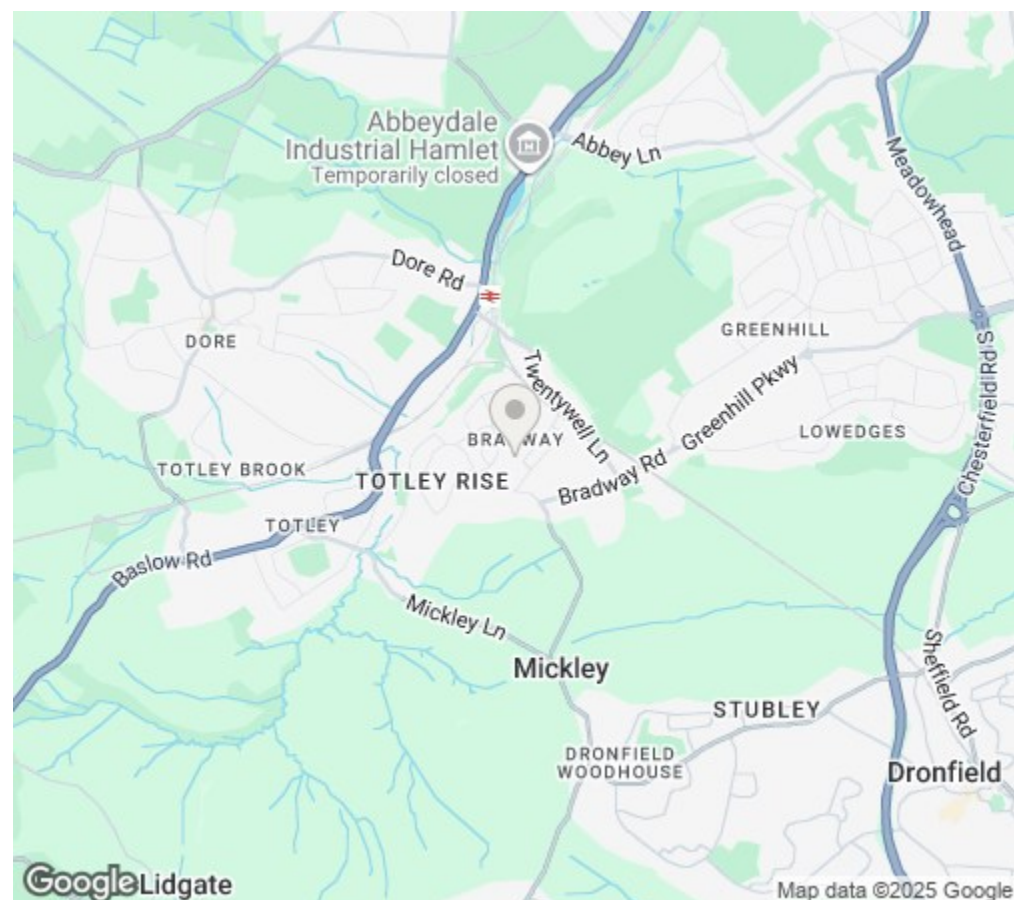 Abbeydale
Industrial Hamlet
Temporarily closed
Abbey Ln
Meadowhead
Dore Rd
DORE
GREENHILL
Twentywell Ln
Greenhill Pkwy
Chesterfield Rd S
BRADWAY
LOWEDGES
TOTLEY BROOK
TOTLEY RISE
Bradway Rd
TOTLEY
Baslow Rd
Mickley Ln
Mickley
Sheffield Rd
STUBLEY
DRONFIELD
WOODHOUSE
Dronfield
Google
Lidgate
Map data ©2025 Google